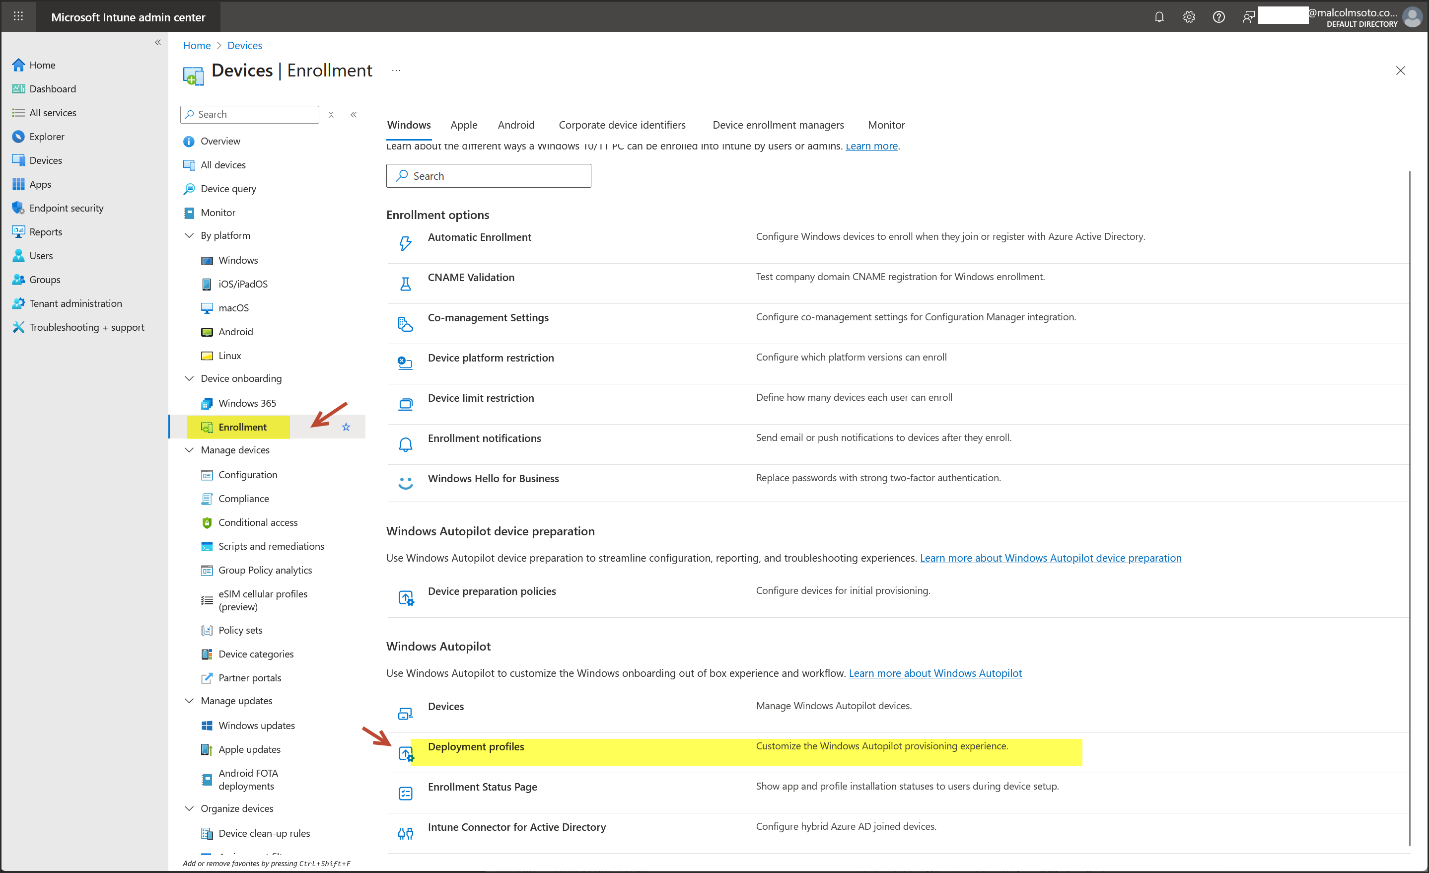 Microsoft Intune admin center
@malcolmsoto.co...
DEFAULT DIRECTORY
Home
Dashboard
All services
Explorer
Devices
Apps
Endpoint security
Reports
Users
Groups
Tenant administration
Troubleshooting + support
Home > Devices
Devices | Enrollment ...
Search
Overview
All devices
Device query
Monitor
By platform
Windows
iOS/iPadOS
macOS
Android
Linux
Device onboarding
Windows 365
Enrollment
Manage devices
Configuration
Compliance
Conditional access
Scripts and remediations
Group Policy analytics
eSIM cellular profiles
(preview)
Policy sets
Device categories
Partner portals
Manage updates
Windows updates
Apple updates
Android FOTA
deployments
Organize devices
Device clean-up rules
Add or remove favorites by pressing Ctrl+Shift+F
Windows Apple Android Corporate device identifiers Device enrollment managers Monitor
Learn about the different ways a Windows 10/11 PC can be enrolled into Intune by users or admins. Learn more.
Search
Enrollment options
Automatic Enrollment Configure Windows devices to enroll when they join or register with Azure Active Directory.
CNAME Validation Test company domain CNAME registration for Windows enrollment.
Co-management Settings Configure co-management settings for Configuration Manager integration.
Device platform restriction Configure which platform versions can enroll
Device limit restriction Define how many devices each user can enroll
Enrollment notifications Send email or push notifications to devices after they enroll.
Windows Hello for Business Replace passwords with strong two-factor authentication.
Windows Autopilot device preparation
Use Windows Autopilot device preparation to streamline configuration, reporting, and troubleshooting experiences. Learn more about Windows Autopilot device preparation
Device preparation policies Configure devices for initial provisioning.
Windows Autopilot
Use Windows Autopilot to customize the Windows onboarding out of box experience and workflow. Learn more about Windows Autopilot
Devices Manage Windows Autopilot devices.
Deployment profiles Customize the Windows Autopilot provisioning experience.
Enrollment Status Page Show app and profile installation statuses to users during device setup.
Intune Connector for Active Directory Configure hybrid Azure AD joined devices.